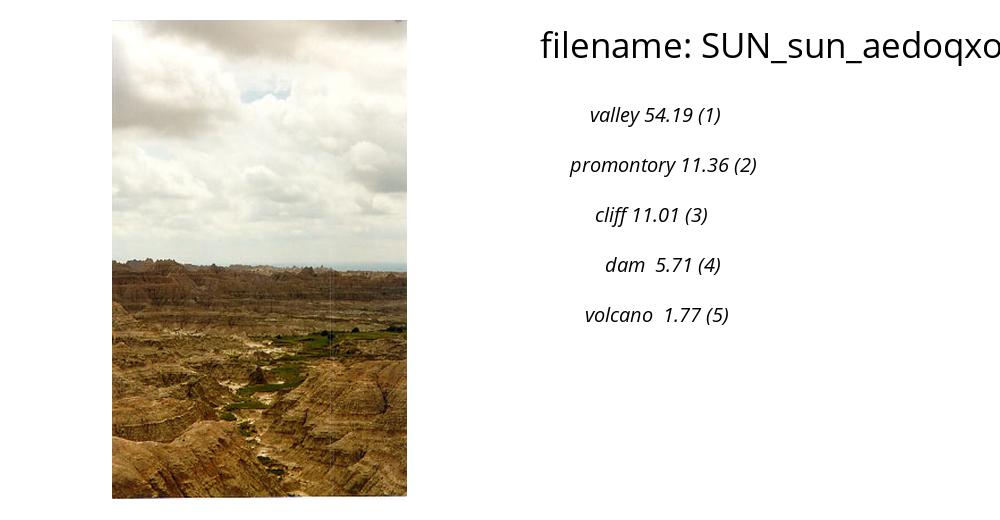 filename: SUN_sun_aedoqxo
valley 54.19 (1)
promontory 11.36 (2)
cliff 11.01 (3)
dam 5.71 (4)
volcano 1.77 (5)